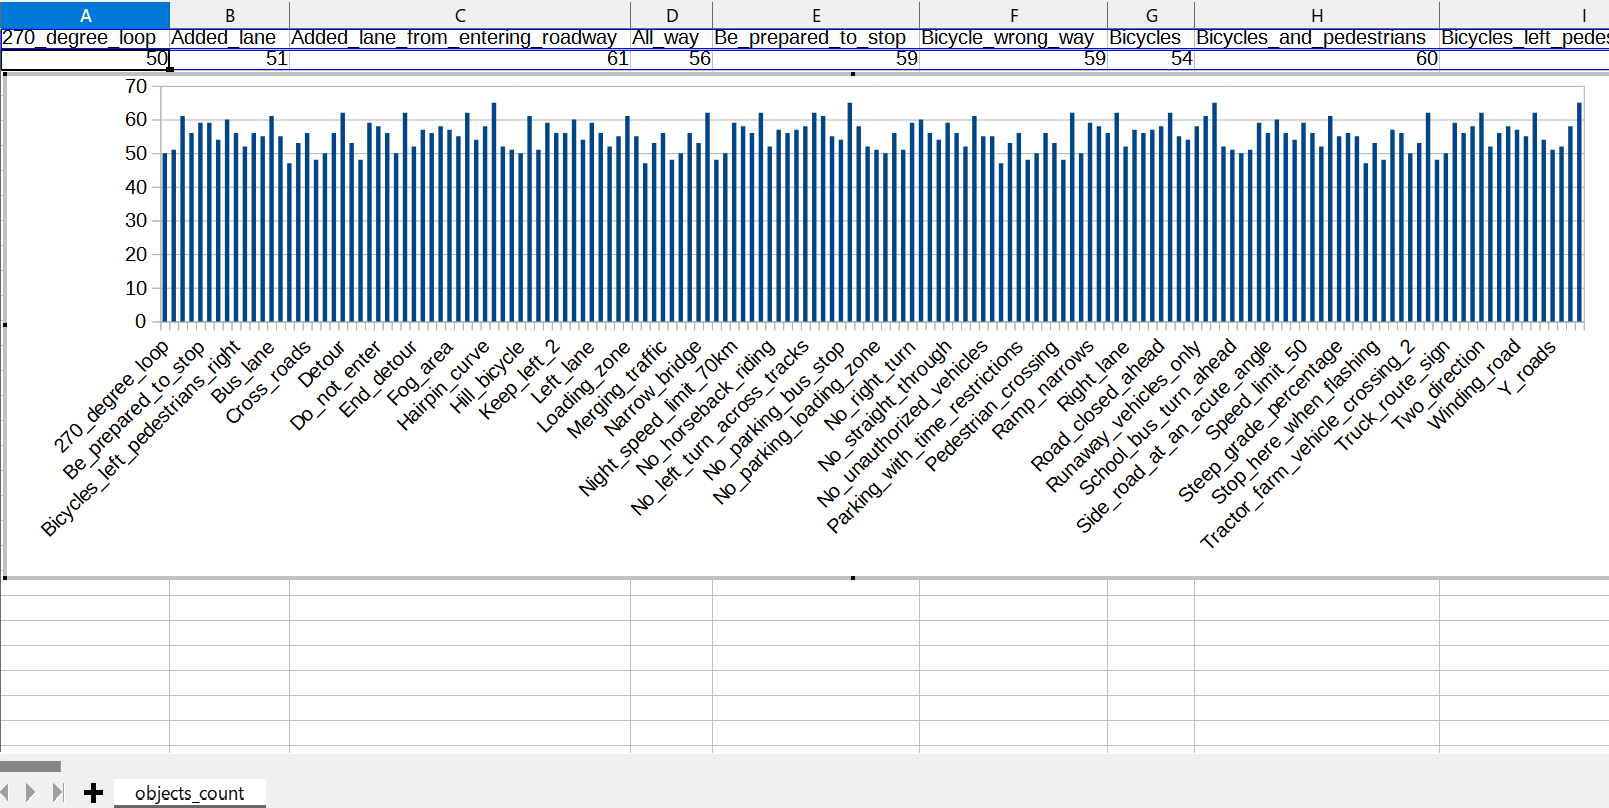 A B C D E F G H I
270_degree_loop Added_lane Added_lane_from_entering_roadway All_way Be_prepared_to_stop Bicycle_wrong_way Bicycles Bicycles_and_pedestrians Bicycles_left_pedes
50 51 61 56 59 59 54 60
70
60
50
40
30
20
10
0
270_degree_loop
Be_prepared_to_stop
Bicycles_left_pedestrians_right
Bus_lane
Cross_roads
Detour
Do_not_enter
End_detour
Fog_area
Hairpin_curve
Hill_bicycle
Keep_left_2
Left_lane
Loading_zone
Merging_traffic
Narrow_bridge
Night_speed_limit_70km
No_horseback_riding
No_left_turn_across_tracks
No_parking_bus_stop
No_parking_loading_zone
No_right_turn
No_straight_through
No_unauthorized_vehicles
Parking_with_time_restrictions
Pedestrian_crossing
Ramp_narrows
Right_lane
Road_closed_ahead
Runaway_vehicles_only
School_bus_turn_ahead
Side_road_at_an_acute_angle
Speed_limit_50
Steep_grade_percentage
Stop_here_when_flashing
Tractor_farm_vehicle_crossing_2
Truck_route_sign
Two_direction
Winding_road
Y_roads
objects_count